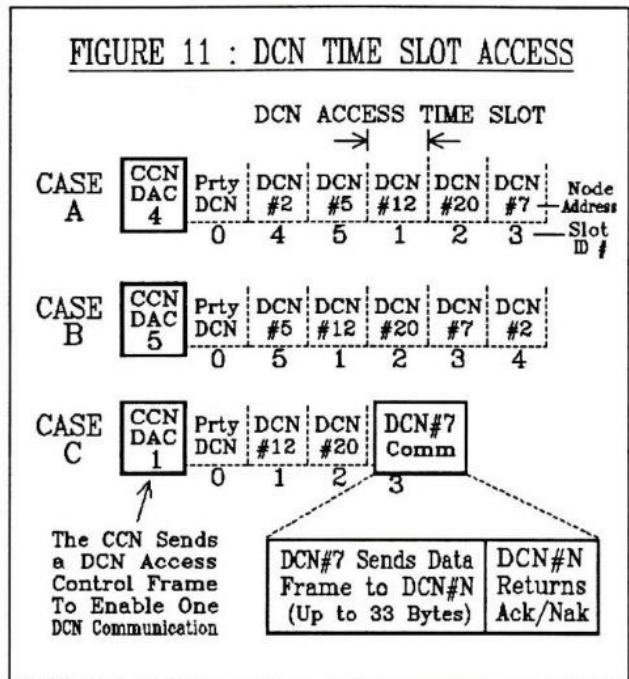 FIGURE 11 : DCN TIME SLOT ACCESS
DCN ACCESS TIME SLOT
CASE A
CCN DAC 4
Prty DCN
DCN #2
DCN #5
DCN #12
DCN #20
DCN #7
Node Address
0 4 5 1 2 3
Slot ID #
CASE B
CCN DAC 5
Prty DCN
DCN #5
DCN #12
DCN #20
DCN #7
DCN #2
0 5 1 2 3 4
CASE C
CCN DAC 1
Prty DCN
DCN #12
DCN #20
DCN#7 Comm
0 1 2 3
The CCN Sends
a DCN Access
Control Frame
To Enable One
DCN Communication
DCN#7 Sends Data
Frame to DCN#N
(Up to 33 Bytes)
DCN#N
Returns
Ack/Nak